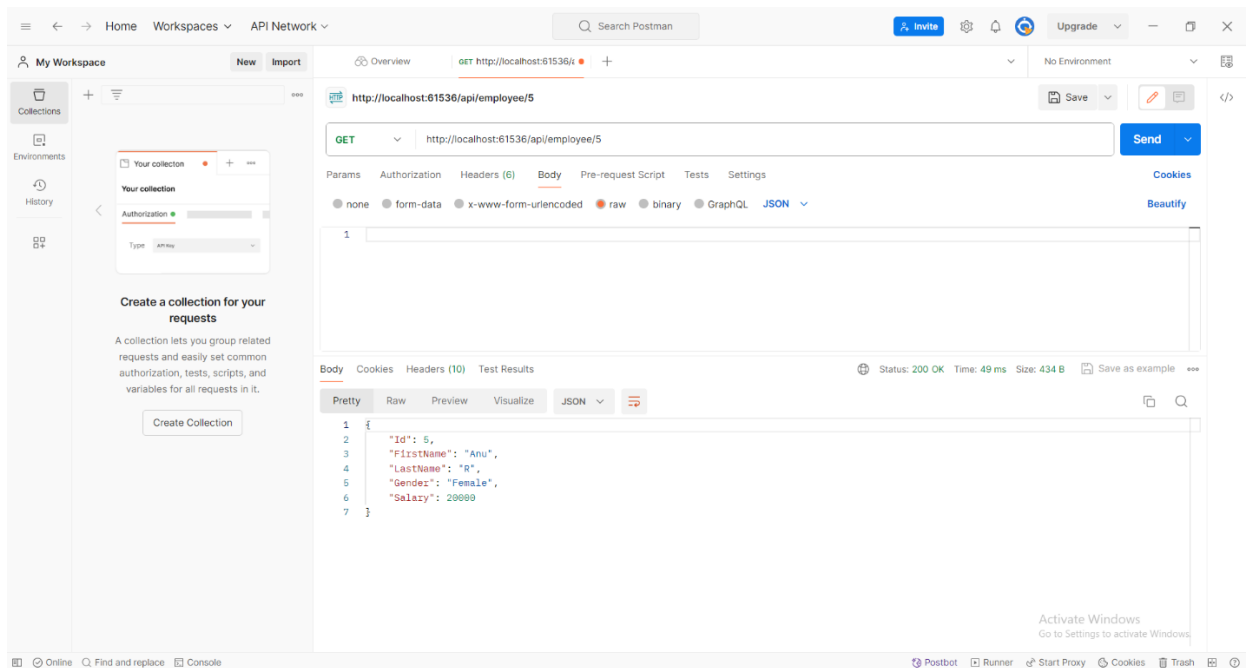 Home Workspaces API Network Search Postman Invite Upgrade
My Workspace New Import Overview GET http://localhost:61536/ No Environment
Collections
Environments
History
Your collecton
Your collection
Authorization
Type API Key
Create a collection for your
requests
A collection lets you group related
requests and easily set common
authorization, tests, scripts, and
variables for all requests in it.
Create Collection
HTTP http://localhost:61536/api/employee/5 Save </>
GET http://localhost:61536/api/employee/5 Send
Params Authorization Headers (6) Body Pre-request Script Tests Settings Cookies
none form-data x-www-form-urlencoded raw binary GraphQL JSON Beautify
1
Body Cookies Headers (10) Test Results Status: 200 OK Time: 49 ms Size: 434 B Save as example
Pretty Raw Preview Visualize JSON
1 {
2 "Id": 5,
3 "FirstName": "Anu",
4 "LastName": "R",
5 "Gender": "Female",
6 "Salary": 20000
7 }
Activate Windows
Go to Settings to activate Windows.
Online Find and replace Console Postbot Runner Start Proxy Cookies Trash